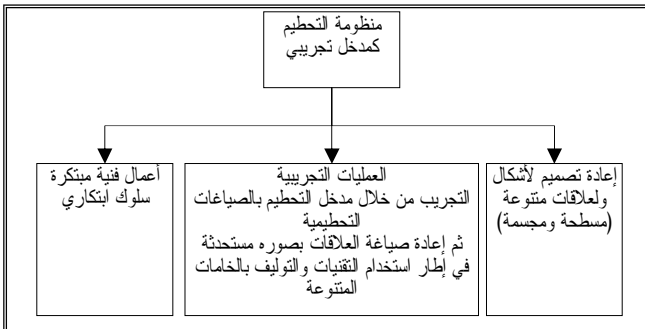 منظومة التحطيم
كمدخل تجريبي
إعادة تصميم لأشكال
ولعلاقات متنوعة
(مسطحة ومجسمة)
العمليات التجريبية
التجريب من خلال مدخل التحطيم بالصياغات
التحطيمية
ثم إعادة صياغة العلاقات بصوره مستحدثة
في إطار استخدام التقنيات والتوليف بالخامات
المتنوعة
أعمال فنية مبتكرة
سلوك ابتكاري